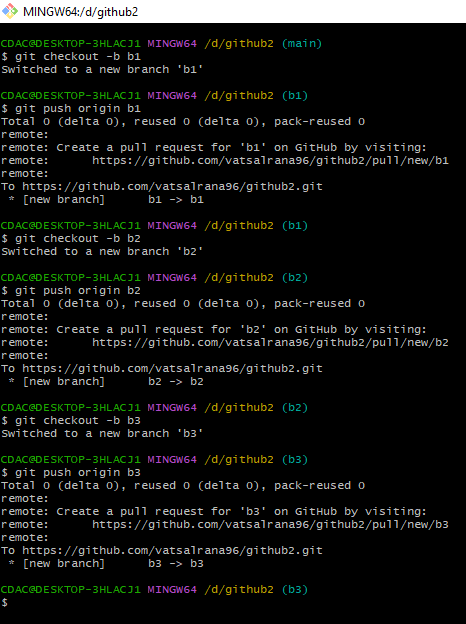 MINGW64:/d/github2
CDAC@DESKTOP-3HLACJ1 MINGW64 /d/github2 (main)
$ git checkout -b b1
Switched to a new branch 'b1'
CDAC@DESKTOP-3HLACJ1 MINGW64 /d/github2 (b1)
$ git push origin b1
Total 0 (delta 0), reused 0 (delta 0), pack-reused 0
remote:
remote: Create a pull request for 'b1' on GitHub by visiting:
remote:      https://github.com/vatsalrana96/github2/pull/new/b1
remote:
To https://github.com/vatsalrana96/github2.git
 * [new branch]      b1 -> b1
CDAC@DESKTOP-3HLACJ1 MINGW64 /d/github2 (b1)
$ git checkout -b b2
Switched to a new branch 'b2'
CDAC@DESKTOP-3HLACJ1 MINGW64 /d/github2 (b2)
$ git push origin b2
Total 0 (delta 0), reused 0 (delta 0), pack-reused 0
remote:
remote: Create a pull request for 'b2' on GitHub by visiting:
remote:      https://github.com/vatsalrana96/github2/pull/new/b2
remote:
To https://github.com/vatsalrana96/github2.git
 * [new branch]      b2 -> b2
CDAC@DESKTOP-3HLACJ1 MINGW64 /d/github2 (b2)
$ git checkout -b b3
Switched to a new branch 'b3'
CDAC@DESKTOP-3HLACJ1 MINGW64 /d/github2 (b3)
$ git push origin b3
Total 0 (delta 0), reused 0 (delta 0), pack-reused 0
remote:
remote: Create a pull request for 'b3' on GitHub by visiting:
remote:      https://github.com/vatsalrana96/github2/pull/new/b3
remote:
To https://github.com/vatsalrana96/github2.git
 * [new branch]      b3 -> b3
CDAC@DESKTOP-3HLACJ1 MINGW64 /d/github2 (b3)
$